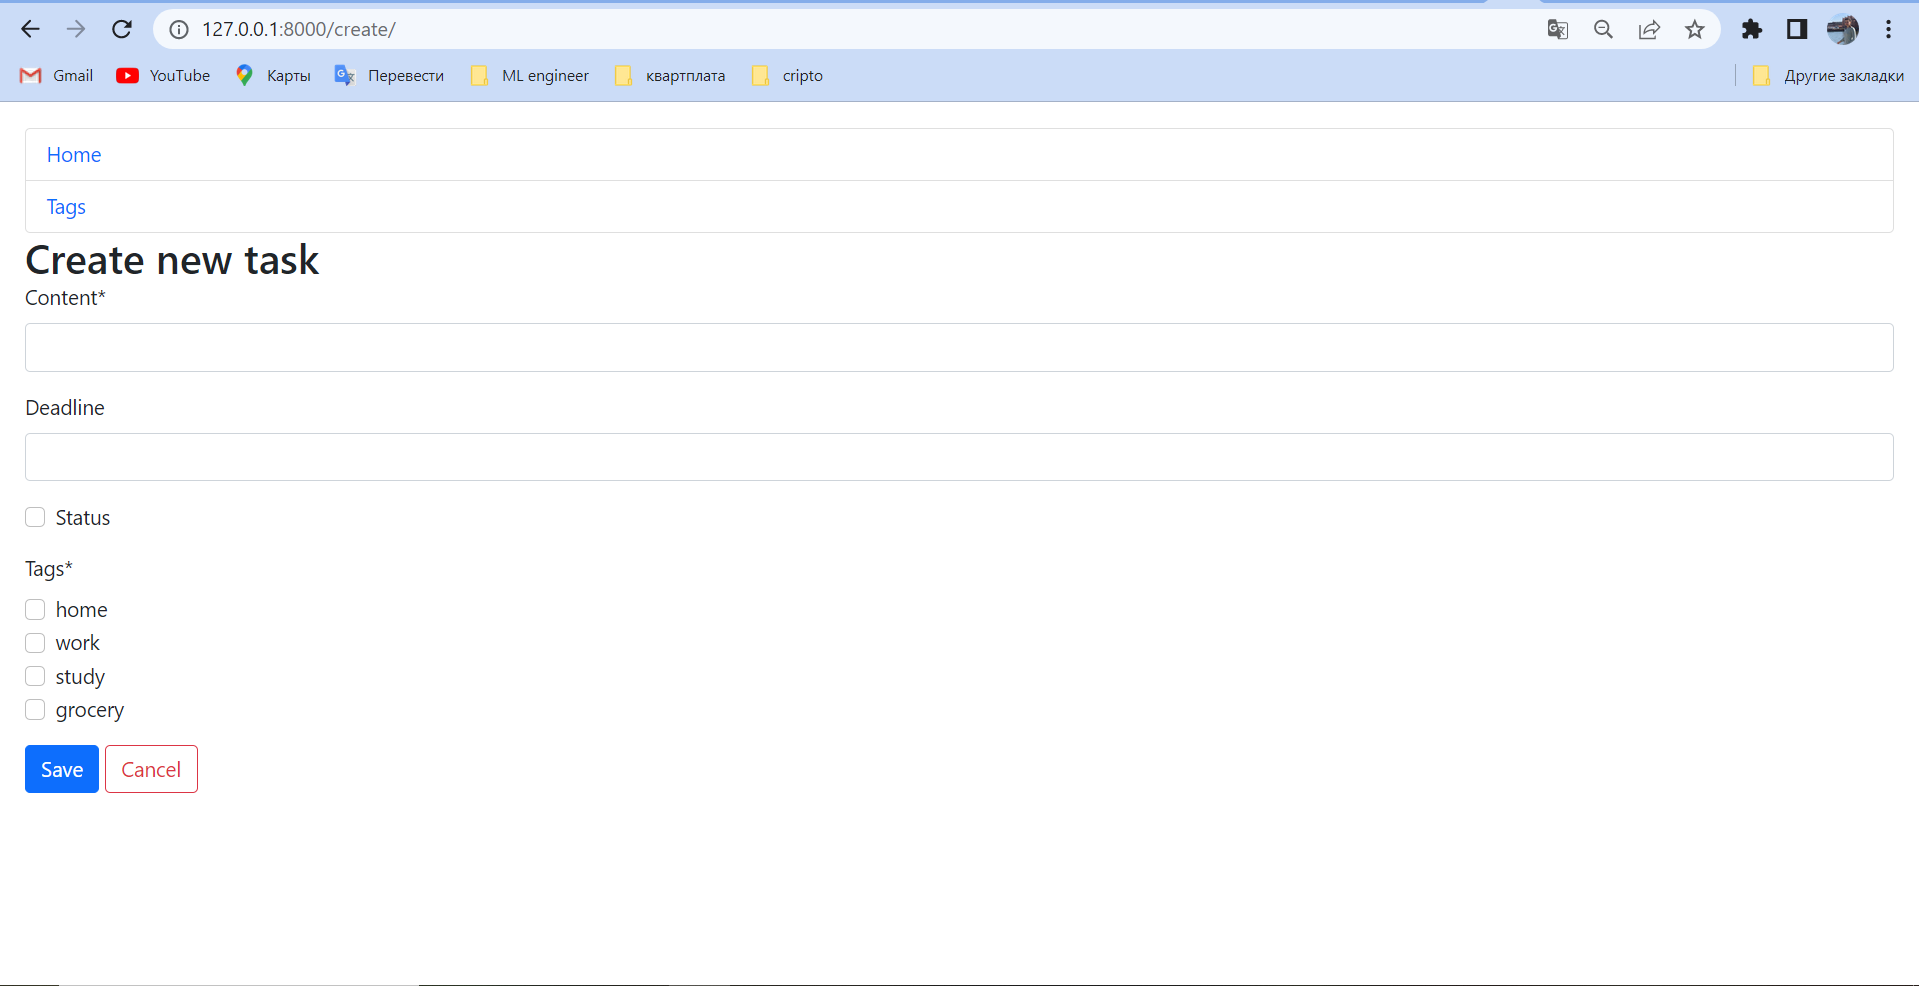 127.0.0.1:8000/create/
Gmail YouTube Карты Перевести ML engineer квартплата cripto Другие закладки
Home
Tags
Create new task
Content*
Deadline
Status
Tags*
home
work
study
grocery
Save Cancel